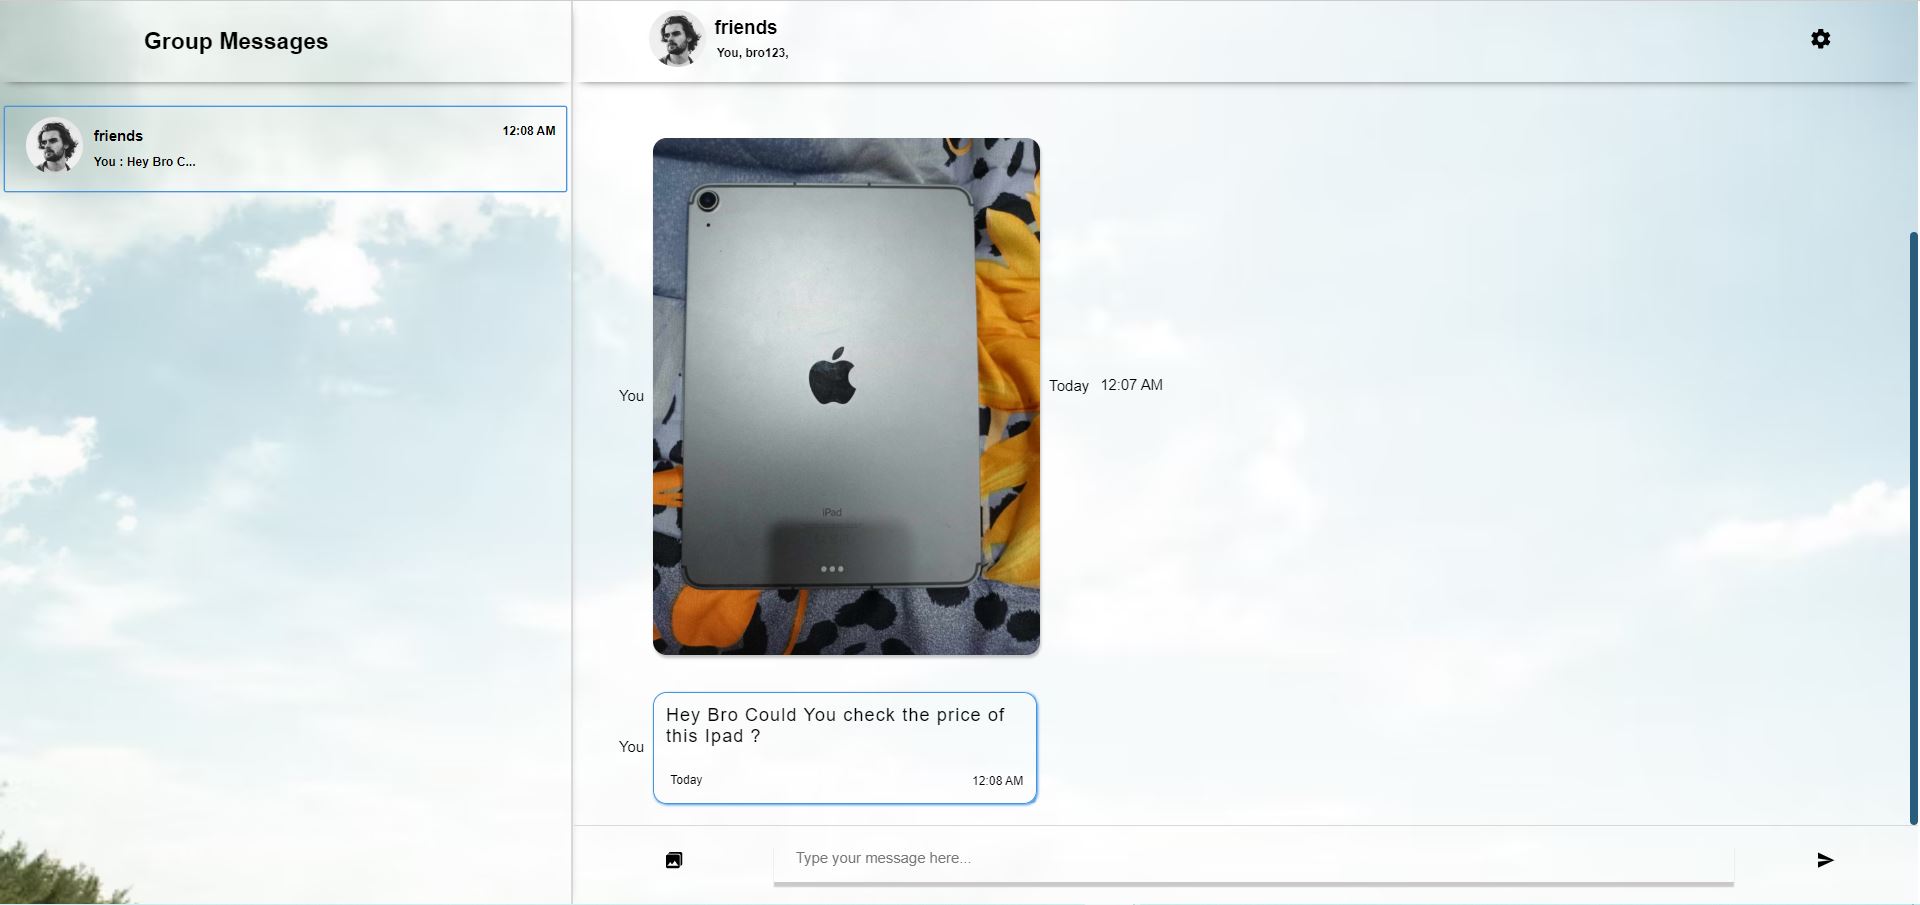 Group Messages
friends
12:08 AM
You : Hey Bro C...
friends
You, bro123,
You
iPad
Today 12:07 AM
You
Hey Bro Could You check the price of
this Ipad ?
Today 12:08 AM
Type your message here...